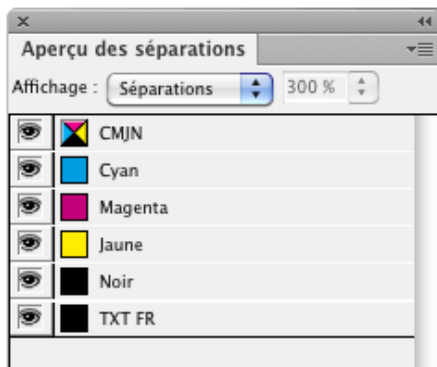 Aperçu des séparations
Affichage : Séparations 300 %
CMJN
Cyan
Magenta
Jaune
Noir
TXT FR